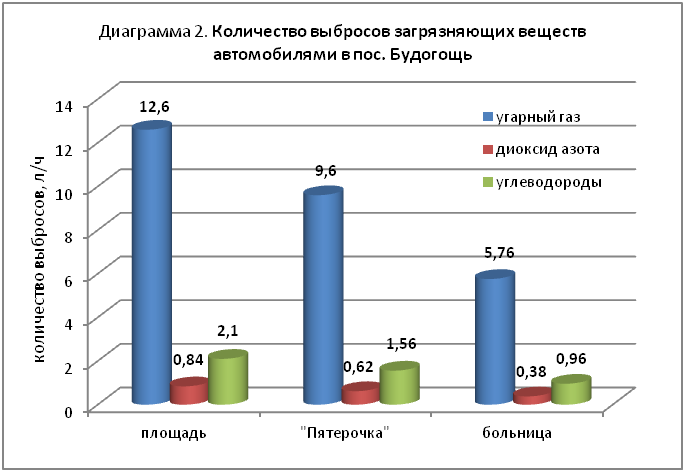 Диаграмма 2. Количество выбросов загрязняющих веществ
автомобилями в пос. Будогощь
количество выбросов, л/ч
14
12
10
8
6
4
2
0
12,6
0,84
2,1
9,6
0,62
1,56
5,76
0,38
0,96
угарный газ
диоксид азота
углеводороды
площадь
"Пятерочка"
больница